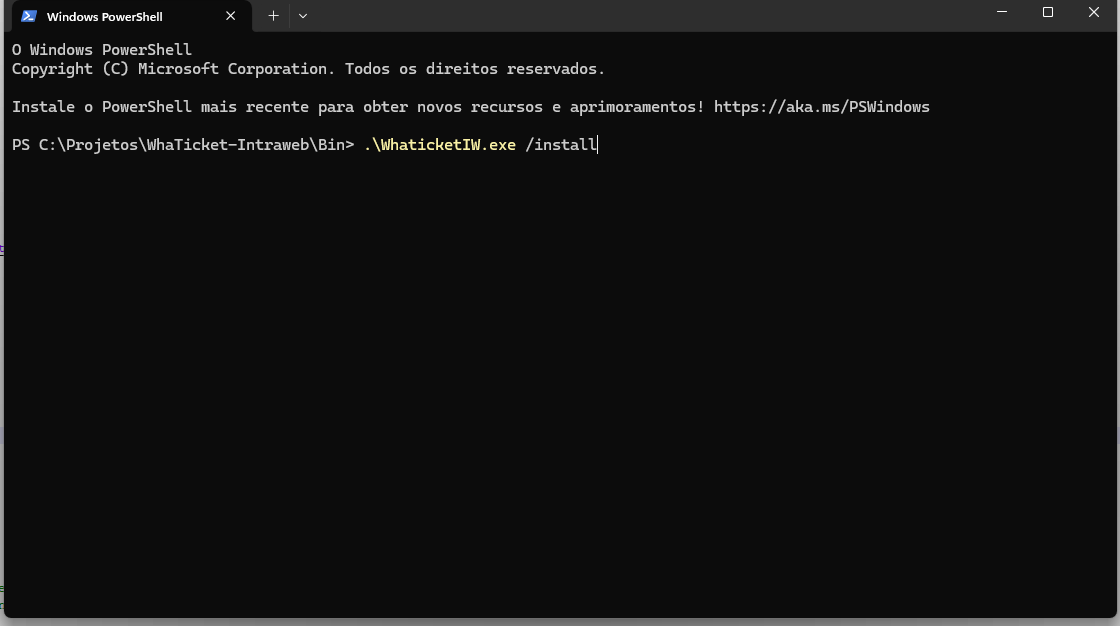 Windows PowerShell
O Windows PowerShell
Copyright (C) Microsoft Corporation. Todos os direitos reservados.
Instale o PowerShell mais recente para obter novos recursos e aprimoramentos! https://aka.ms/PSWindows
PS C:\Projetos\WhaTicket-Intraweb\Bin> .\WhaticketIW.exe /install